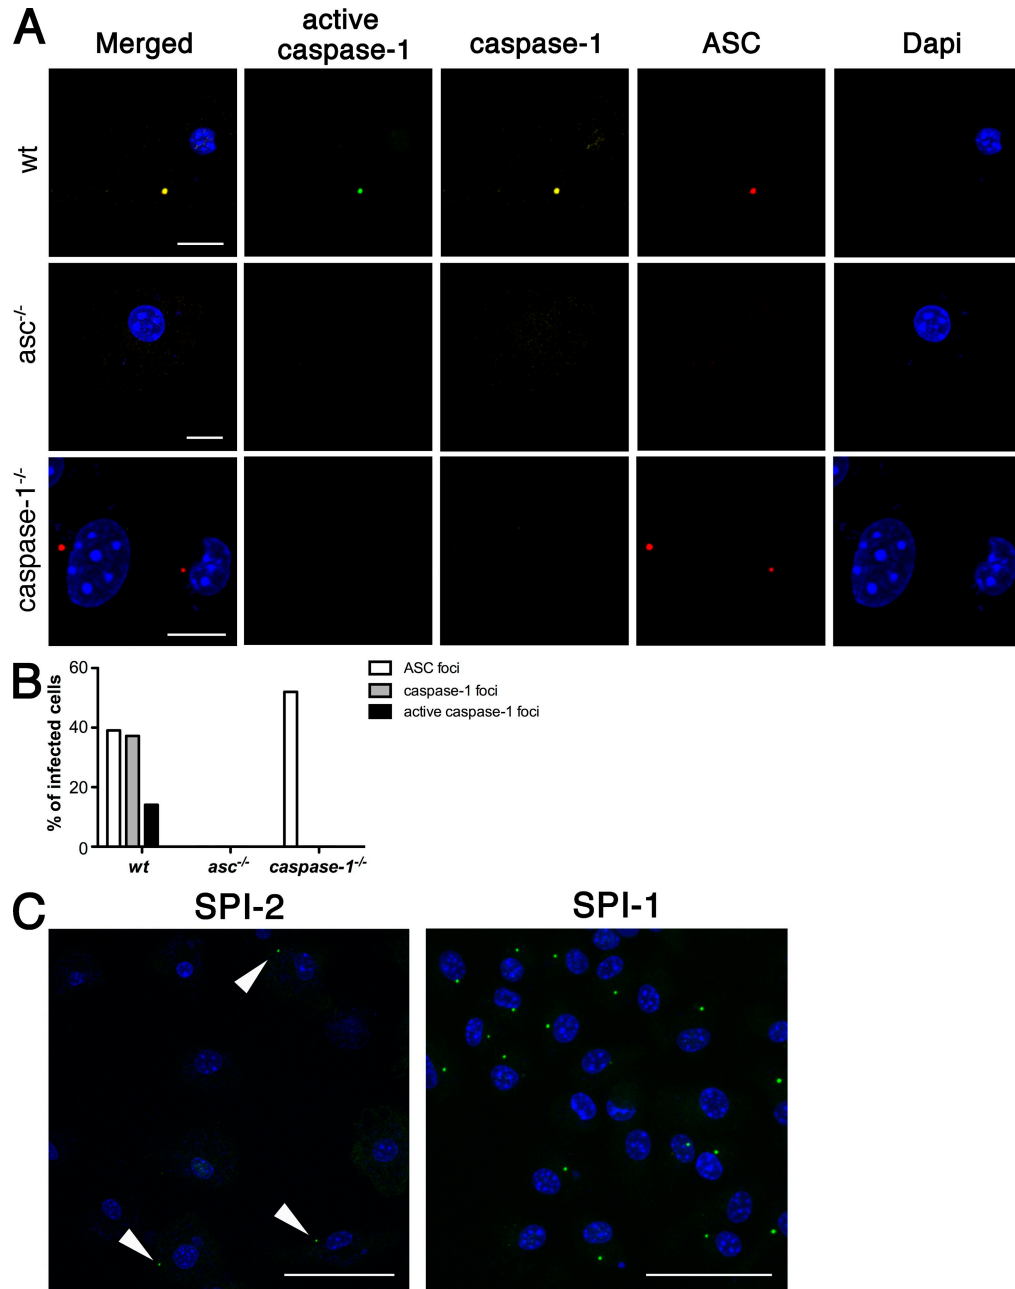 A
Merged
active
caspase-1
caspase-1
ASC
Dapi
wt
asc-/-
caspase-1-/-
B
% of infected cells
60
40
20
0
wt
asc-/-
caspase-1-/-
ASC foci
caspase-1 foci
active caspase-1 foci
C
SPI-2
SPI-1